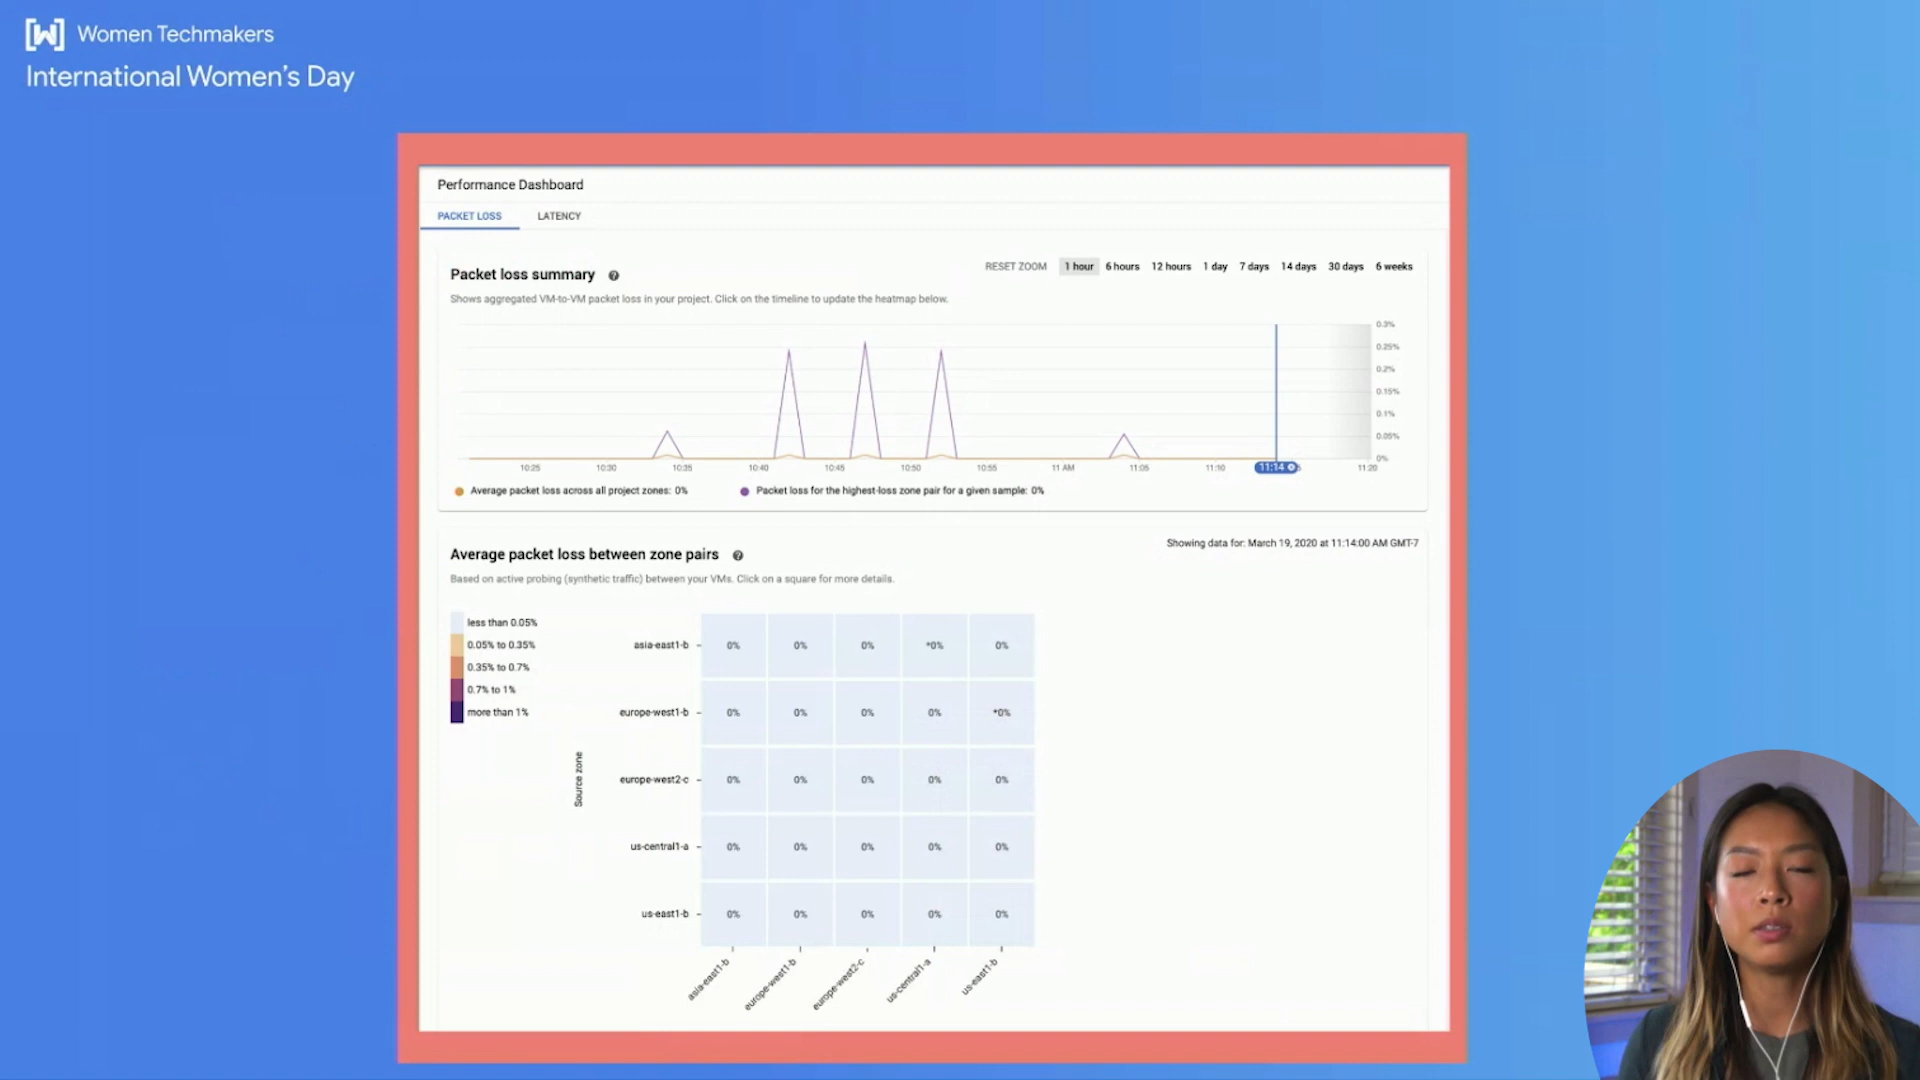 Women Techmakers
International Women's Day
Performance Dashboard
PACKET LOSS LATENCY
Packet loss summary
RESET ZOOM 1 hour 6 hours 12 hours 1 day 7 days 14 days 30 days 6 weeks
Shows aggregated VM-to-VM packet loss in your project. Click on the timeline to update the heatmap below.
0.3%
0.25%
0.2%
0.15%
0.1%
0.05%
0%
10:25 10:30 10:35 10:40 10:45 10:50 10:55 11 AM 11:05 11:10 11:14 11:20
Average packet loss across all project zones: 0% Packet loss for the highest-loss zone pair for a given sample: 0%
Average packet loss between zone pairs
Showing data for: March 19, 2020 at 11:14:00 AM GMT-7
Based on active probing (synthetic traffic) between your VMs. Click on a square for more details.
less than 0.05%
0.05% to 0.35%
0.35% to 0.7%
0.7% to 1%
more than 1%
Source zone
asia-east1-b 0% 0% 0% *0% 0%
europe-west1-b 0% 0% 0% 0% *0%
europe-west2-c 0% 0% 0% 0% 0%
us-central1-a 0% 0% 0% 0% 0%
us-east1-b 0% 0% 0% 0% 0%
asia-east1-b europe-west1-b europe-west2-c us-central1-a us-east1-b